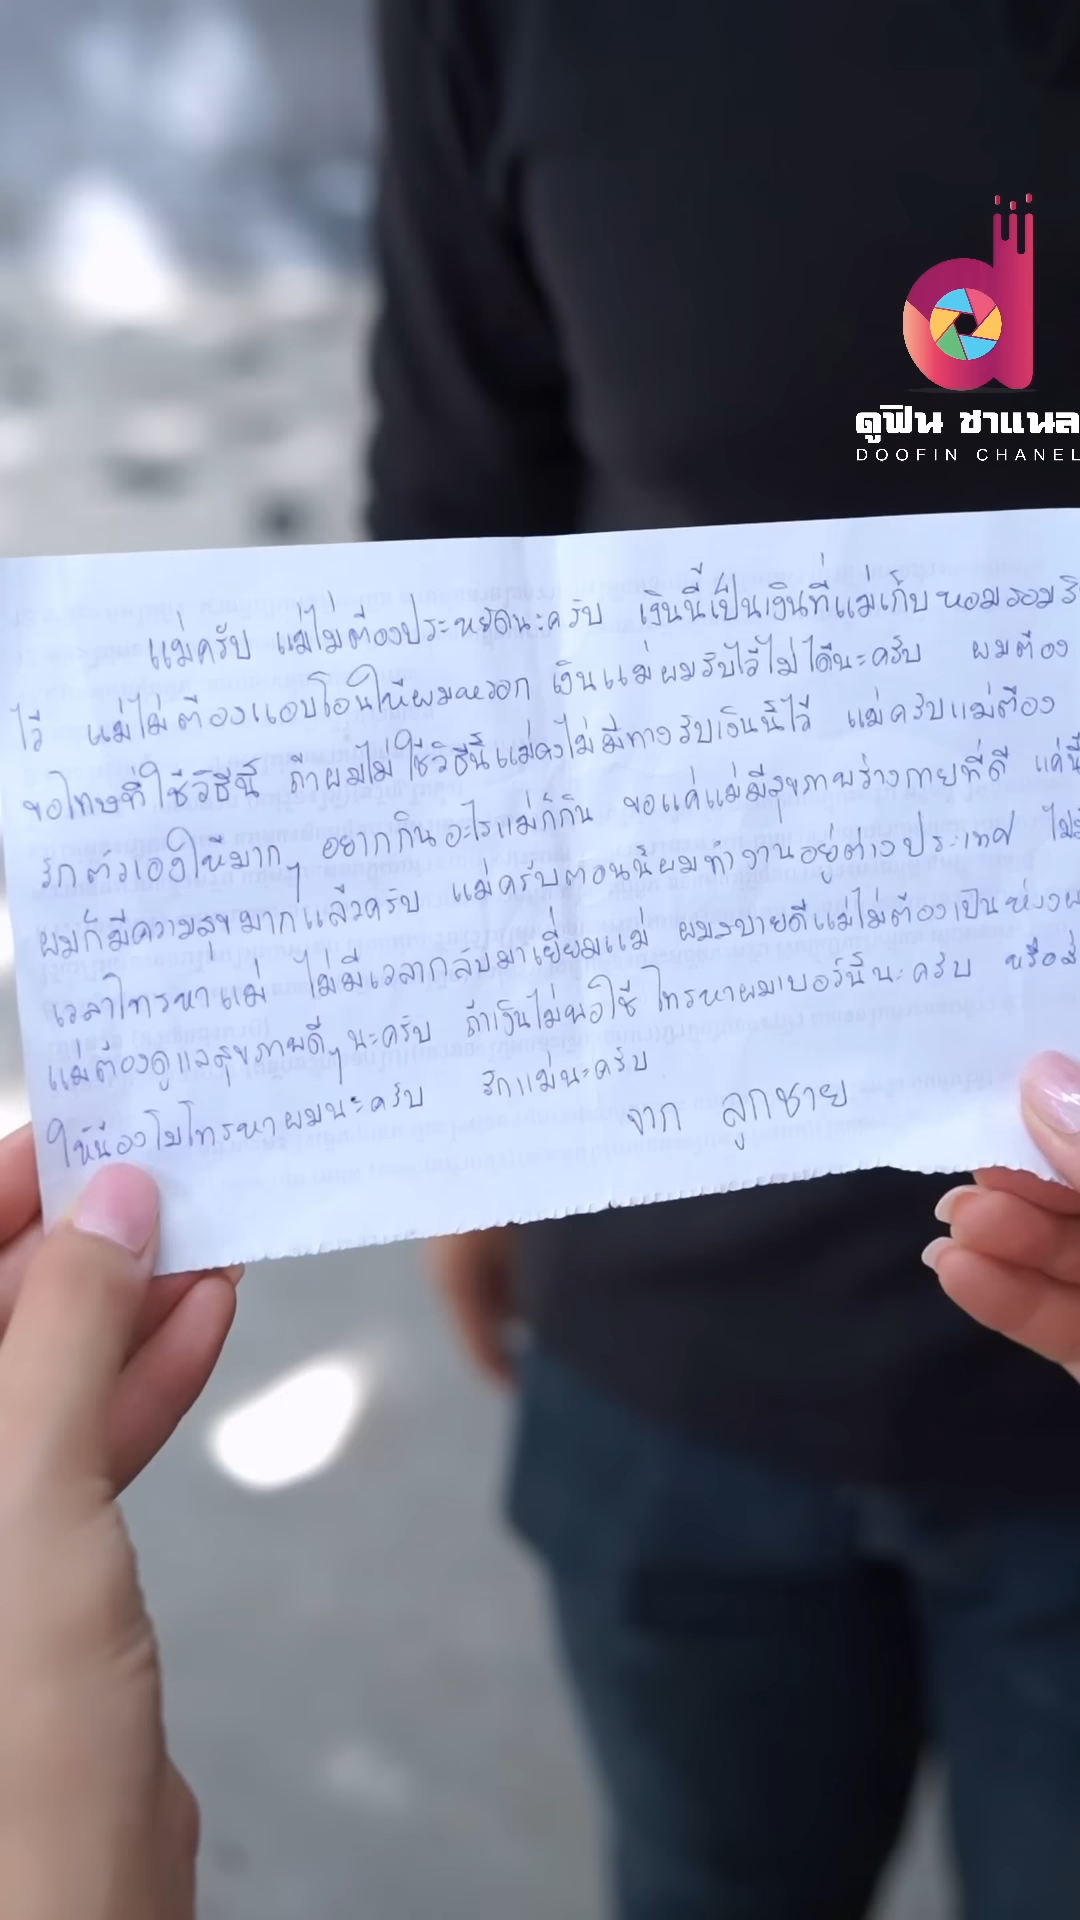 ดูฟิน ชาแนล
DOOFIN CHANEL
แม่ครับ แม่ไม่ต้องประหยัดนะครับ เงินนี้เป็นเงินที่แม่เก็บหอมรอมริ
ไว้ แม่ไม่ต้องแอบโอนให้ผมหรอก เงินแม่ผมรับไว้ไม่ได้นะครับ ผมต้อง
ขอโทษที่ใช้วิธีนี้ ถ้าผมไม่ใช้วิธีนี้แม่คงไม่มีทางรับเงินนี้ไว้ แม่ครับแม่ต้อง
รักตัวเองให้มากๆ อยากกินอะไรแม่ก็กิน ขอแค่แม่มีสุขภาพร่างกายที่ดี แค่นี้
ผมก็มีความสุขมากแล้วครับ แม่ครับตอนนี้ผมทำงานอยู่ต่างประเทศ
เวลาโทรหาแม่ ไม่มีเวลากลับมาเยี่ยมแม่ ผมสบายดีแม่ไม่ต้องเป็นห่วง
แม่ต้องดูแลสุขภาพดีๆ นะครับ ถ้าเงินไม่พอใช้ โทรหาผมเบอร์นี้นะครับ หรือ
ให้น้องโบโทรหาผมนะครับ รักแม่นะครับ
จาก ลูกชาย